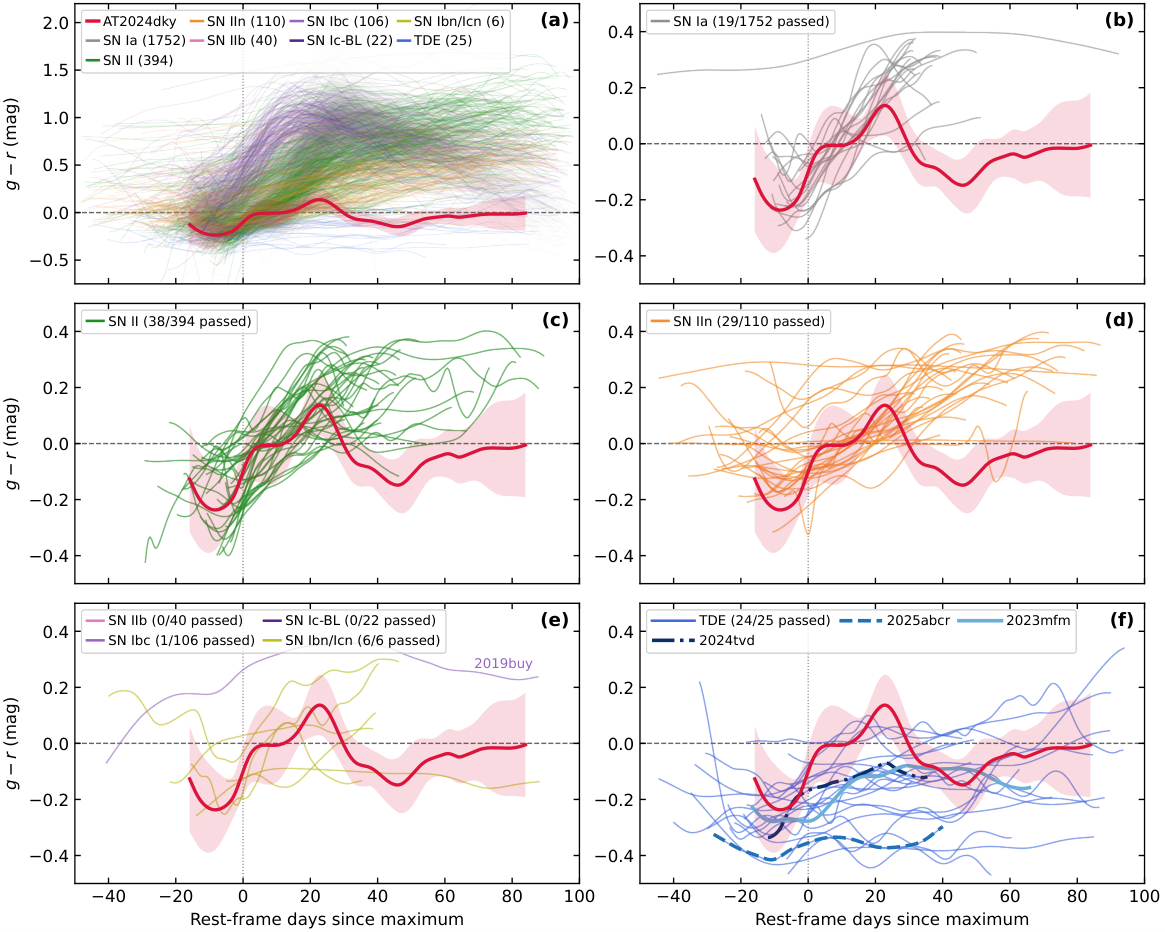 AT2024dky SN IIn (110) SN Ibc (106) SN Ibn/Icn (6) (a)
SN Ia (1752) SN IIb (40) SN Ic-BL (22) TDE (25)
SN II (394)
2.0
1.5
1.0
0.5
0.0
−0.5
g − r (mag)
SN Ia (19/1752 passed) (b)
0.4
0.2
0.0
−0.2
−0.4
SN II (38/394 passed) (c)
0.4
0.2
0.0
−0.2
−0.4
g − r (mag)
SN IIn (29/110 passed) (d)
0.4
0.2
0.0
−0.2
−0.4
SN IIb (0/40 passed) SN Ic-BL (0/22 passed) (e)
SN Ibc (1/106 passed) SN Ibn/Icn (6/6 passed)
2019buy
0.4
0.2
0.0
−0.2
−0.4
g − r (mag)
−40 −20 0 20 40 60 80 100
Rest-frame days since maximum
TDE (24/25 passed) 2025abcr 2023mfm (f)
2024tvd
0.4
0.2
0.0
−0.2
−0.4
−40 −20 0 20 40 60 80 100
Rest-frame days since maximum